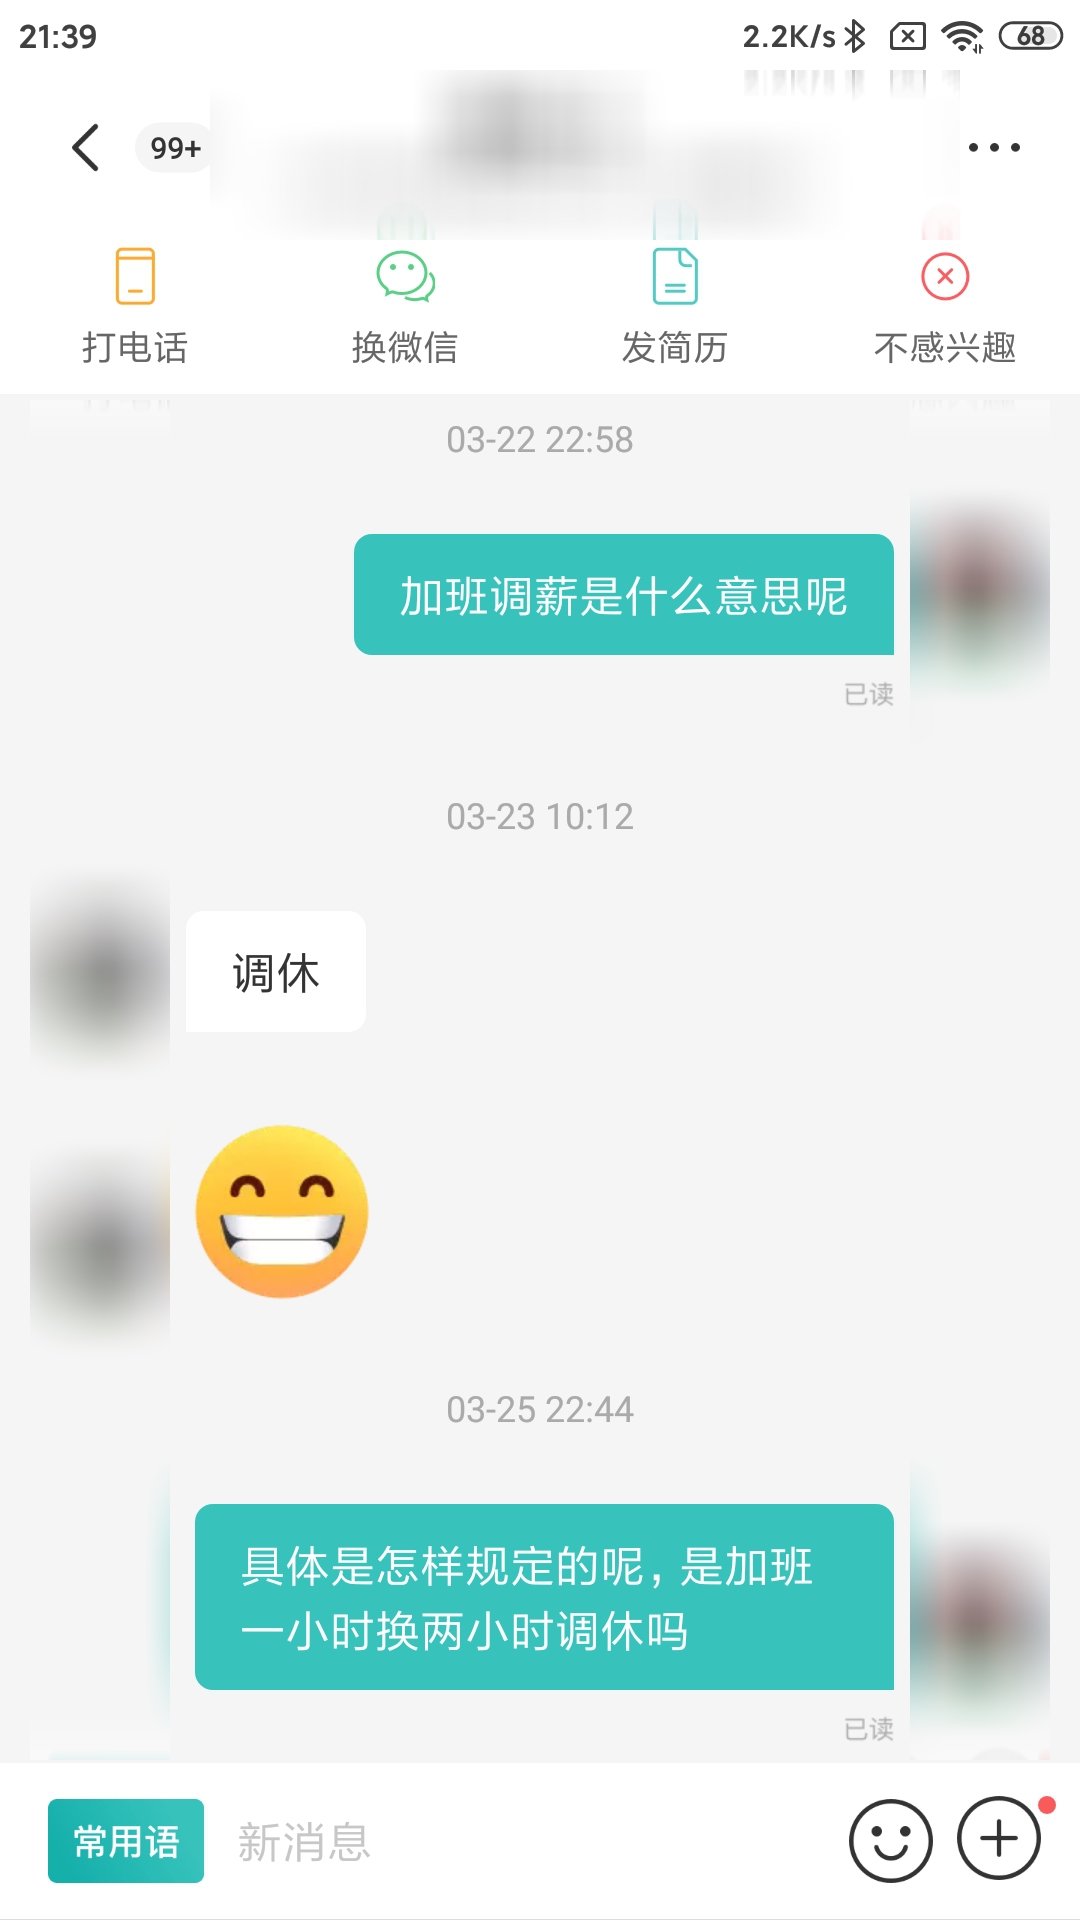 21:39
2.2K/s
68
99+
打电话
换微信
发简历
不感兴趣
03-22 22:58
加班调薪是什么意思呢
已读
03-23 10:12
调休
03-25 22:44
具体是怎样规定的呢，是加班
一小时换两小时调休吗
已读
常用语
新消息